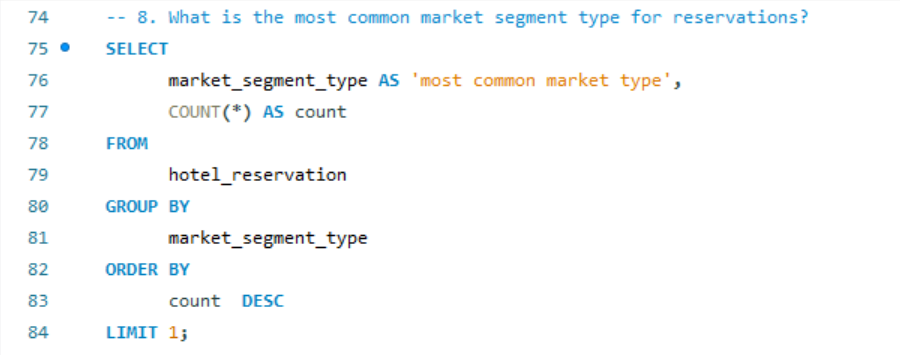 74 -- 8. What is the most common market segment type for reservations?
75 SELECT
76 market_segment_type AS 'most common market type',
77 COUNT(*) AS count
78 FROM
79 hotel_reservation
80 GROUP BY
81 market_segment_type
82 ORDER BY
83 count  DESC
84 LIMIT 1;